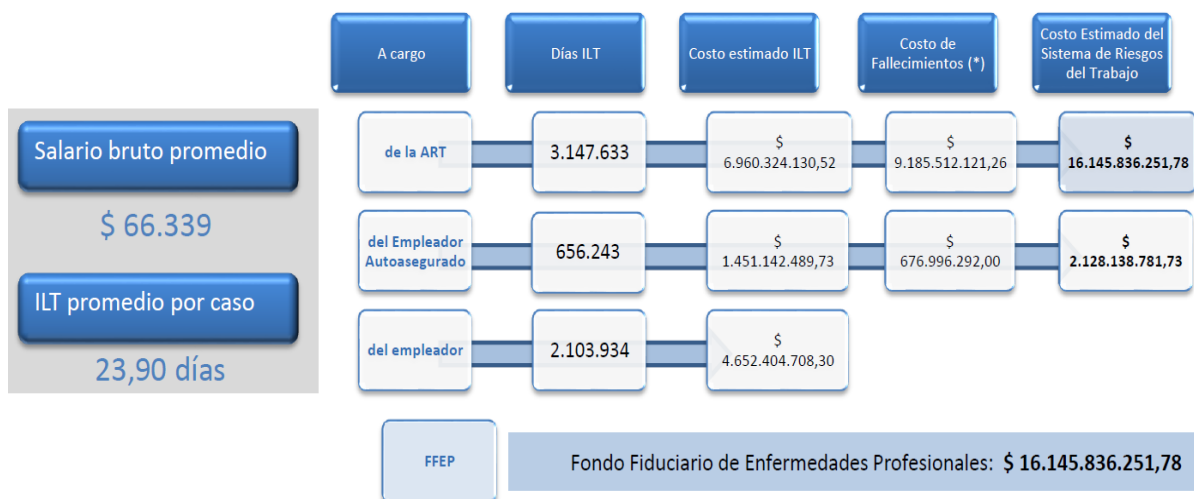 A cargo
Días ILT
Costo estimado ILT
Costo de
Fallecimientos (*)
Costo Estimado del
Sistema de Riesgos
del Trabajo
Salario bruto promedio
$ 66.339
ILT promedio por caso
23,90 días
de la ART
3.147.633
$
6.960.324.130,52
$
9.185.512.121,26
$
16.145.836.251,78
del Empleador
Autoasegurado
656.243
$
1.451.142.489,73
$
676.996.292,00
$
2.128.138.781,73
del empleador
2.103.934
$
4.652.404.708,30
FFEP
Fondo Fiduciario de Enfermedades Profesionales: $ 16.145.836.251,78